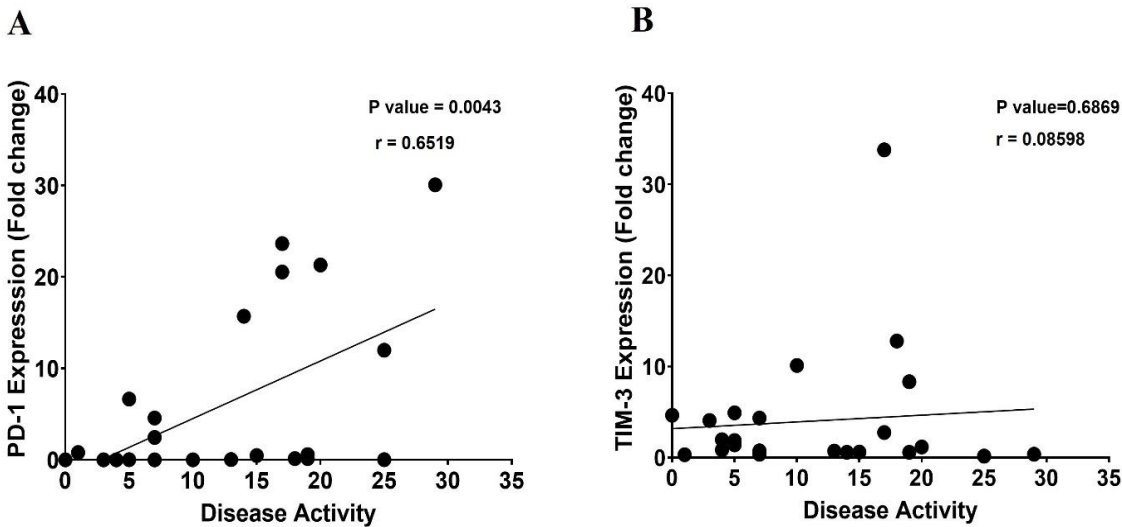 A
PD-1 Expresssion (Fold change)
40
30
20
10
0
P value = 0.0043
r = 0.6519
0 5 10 15 20 25 30 35
Disease Activity
B
TIM-3 Expression (Fold change)
40
30
20
10
0
P value=0.6869
r = 0.08598
0 5 10 15 20 25 30 35
Disease Activity